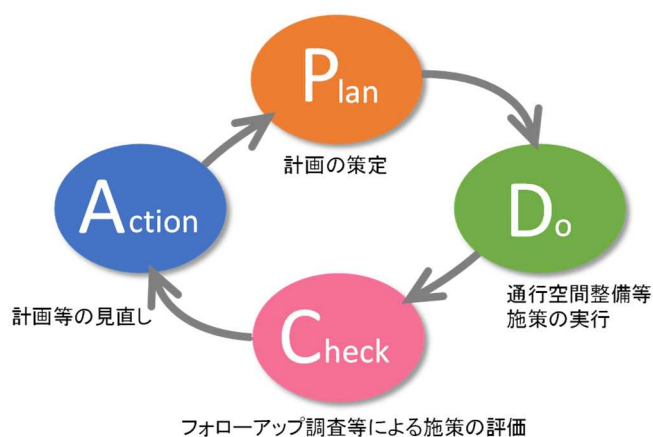 Plan
計画の策定
Do
通行空間整備等
施策の実行
Check
フォローアップ調査等による施策の評価
Action
計画等の見直し